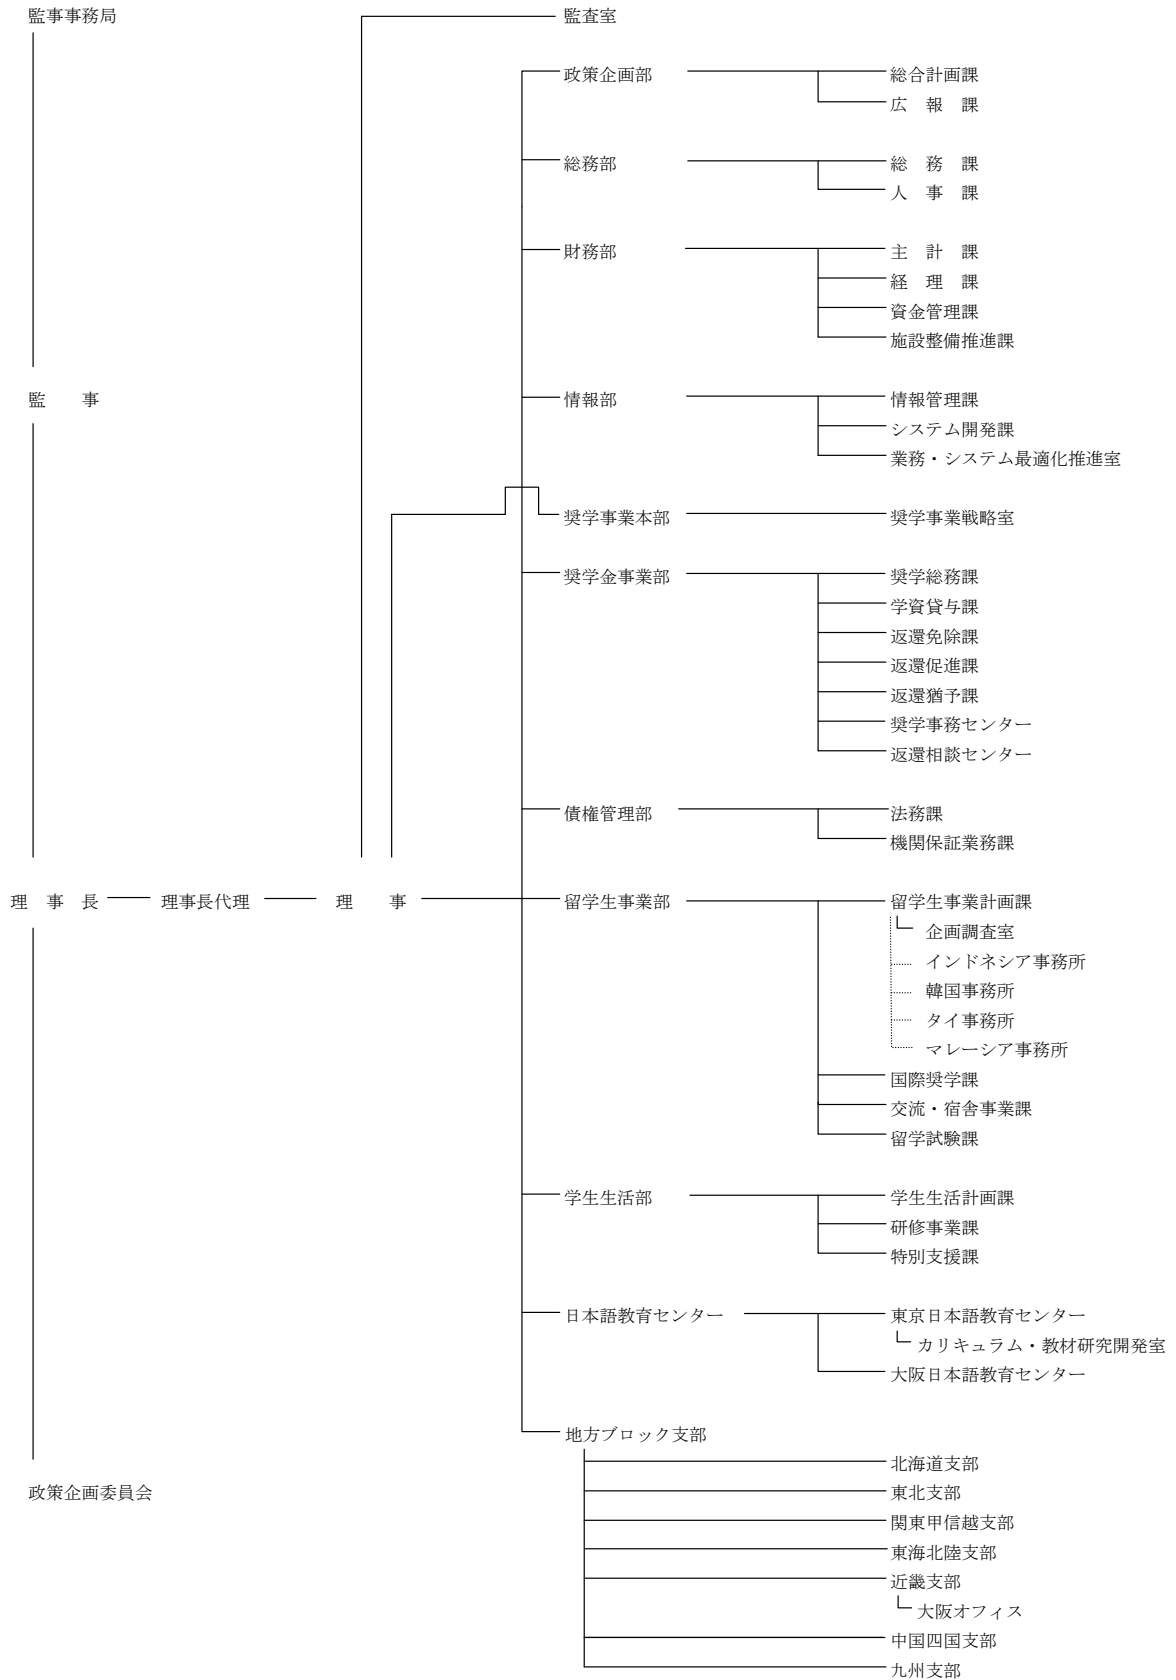 監事事務局
監査室
政策企画部
総合計画課
広　報　課
総務部
総　務　課
人　事　課
財務部
主　計　課
経　理　課
資金管理課
施設整備推進課
監　　事
情報部
情報管理課
システム開発課
業務・システム最適化推進室
奨学事業本部
奨学事業戦略室
奨学金事業部
奨学総務課
学資貸与課
返還免除課
返還促進課
返還猶予課
奨学事務センター
返還相談センター
債権管理部
法務課
機関保証業務課
理　事　長
理事長代理
理　　事
留学生事業部
留学生事業計画課
企画調査室
インドネシア事務所
韓国事務所
タイ事務所
マレーシア事務所
国際奨学課
交流・宿舎事業課
留学試験課
学生生活部
学生生活計画課
研修事業課
特別支援課
日本語教育センター
東京日本語教育センター
カリキュラム・教材研究開発室
大阪日本語教育センター
地方ブロック支部
北海道支部
政策企画委員会
東北支部
関東甲信越支部
東海北陸支部
近畿支部
大阪オフィス
中国四国支部
九州支部